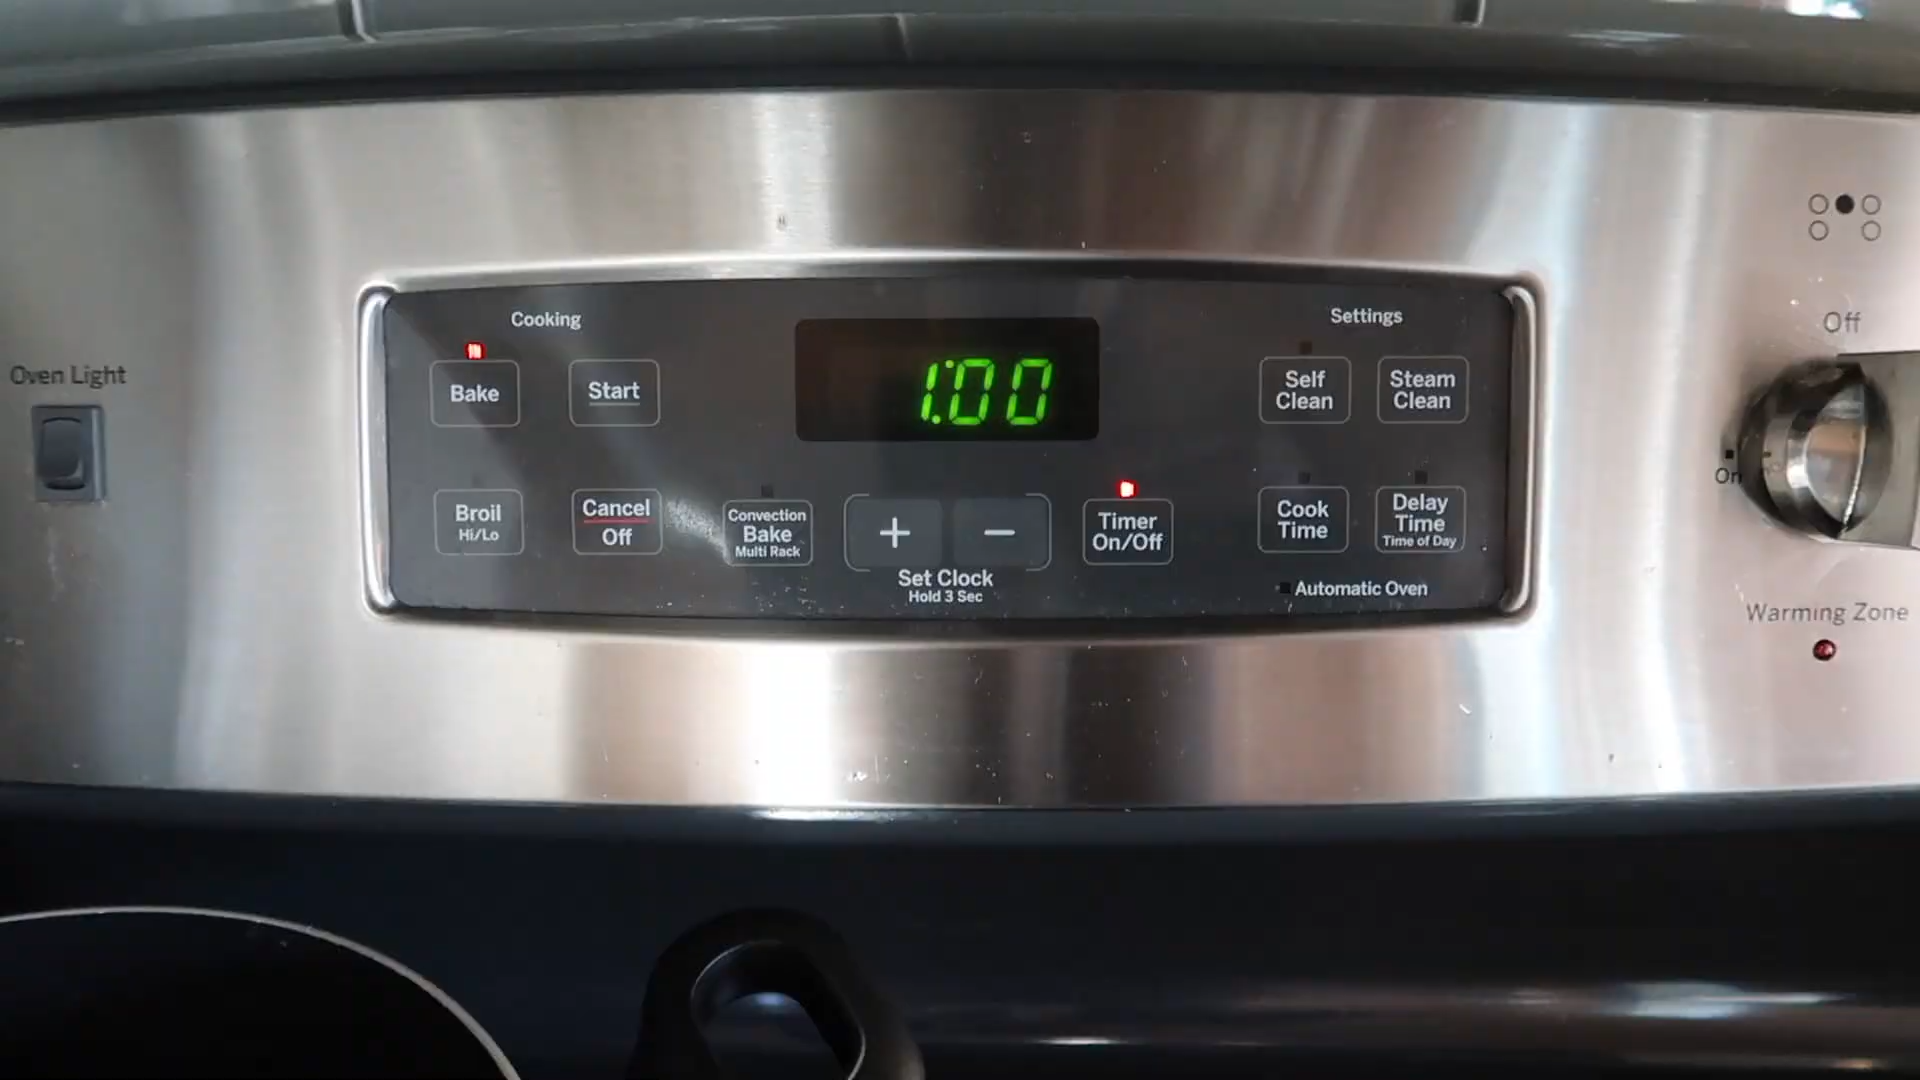 Cooking
Settings
Off
Oven Light
Bake
Start
1:00
Self
Clean
Steam
Clean
On
Broil
Hi/Lo
Cancel
Off
Convection
Bake
Multi Rack
+
−
Set Clock
Hold 3 Sec
Timer
On/Off
Cook
Time
Delay
Time
Time of Day
Automatic Oven
Warming Zone